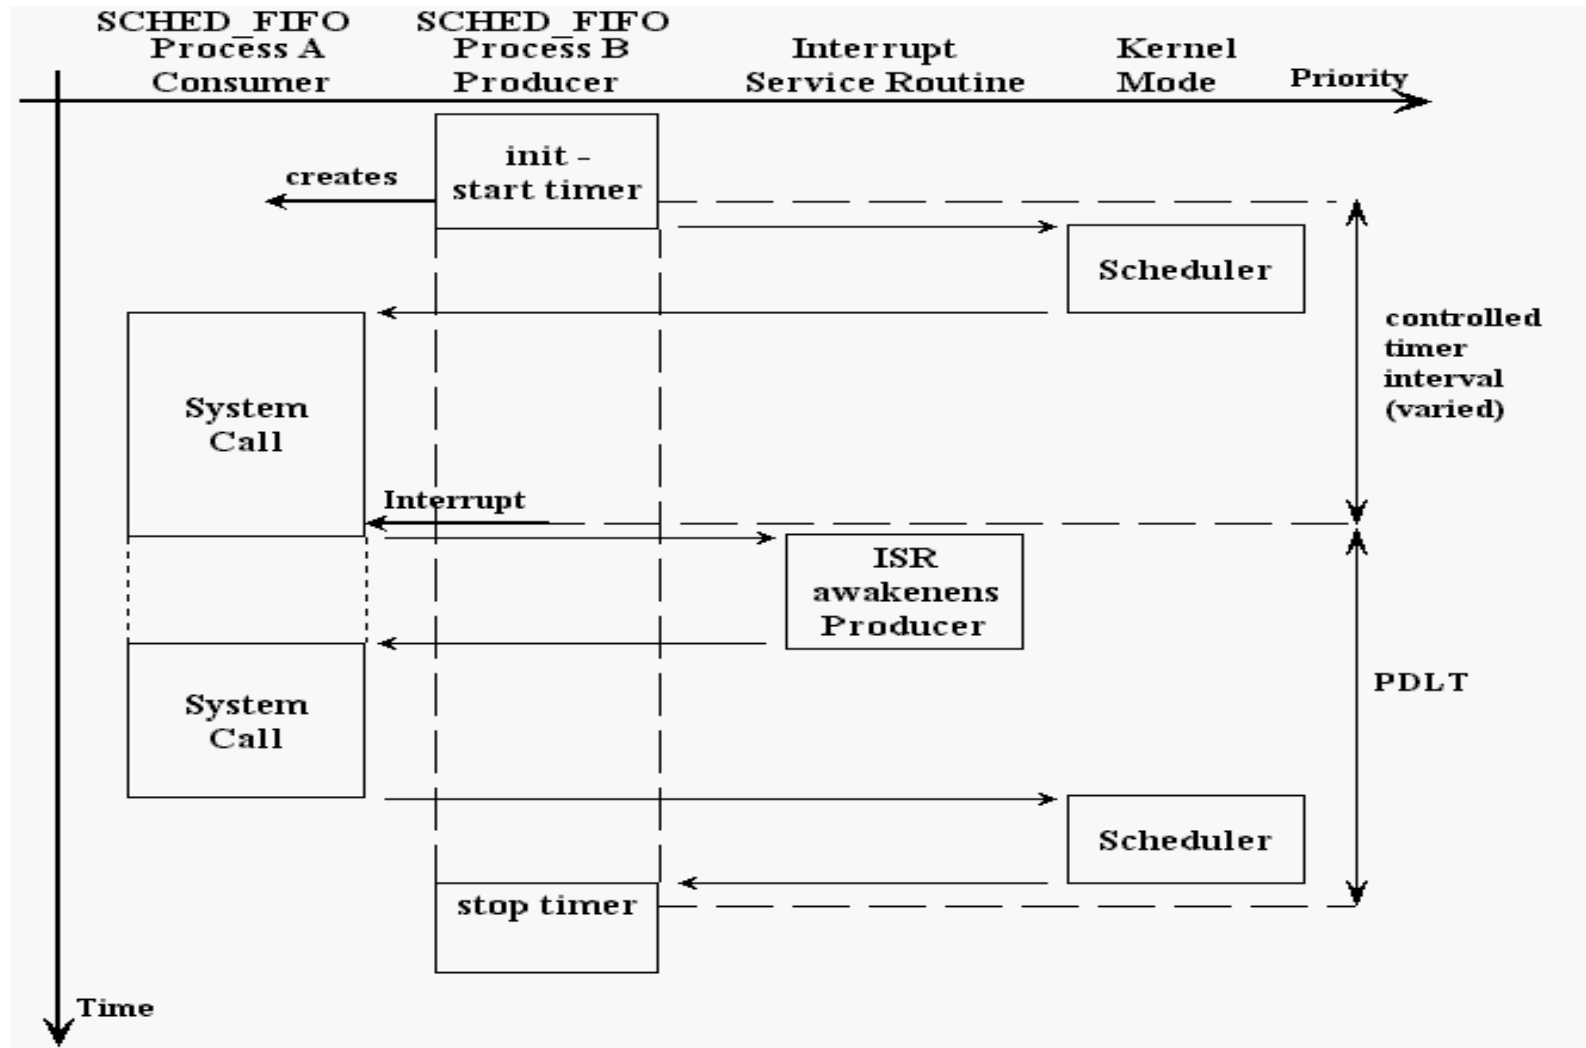 SCHED_FIFO
Process A
Consumer
SCHED_FIFO
Process B
Producer
Interrupt
Service Routine
Kernel
Mode
Priority
init -
start timer
creates
Scheduler
controlled
timer
interval
(varied)
System
Call
Interrupt
ISR
awakenens
Producer
PDLT
System
Call
Scheduler
stop timer
Time